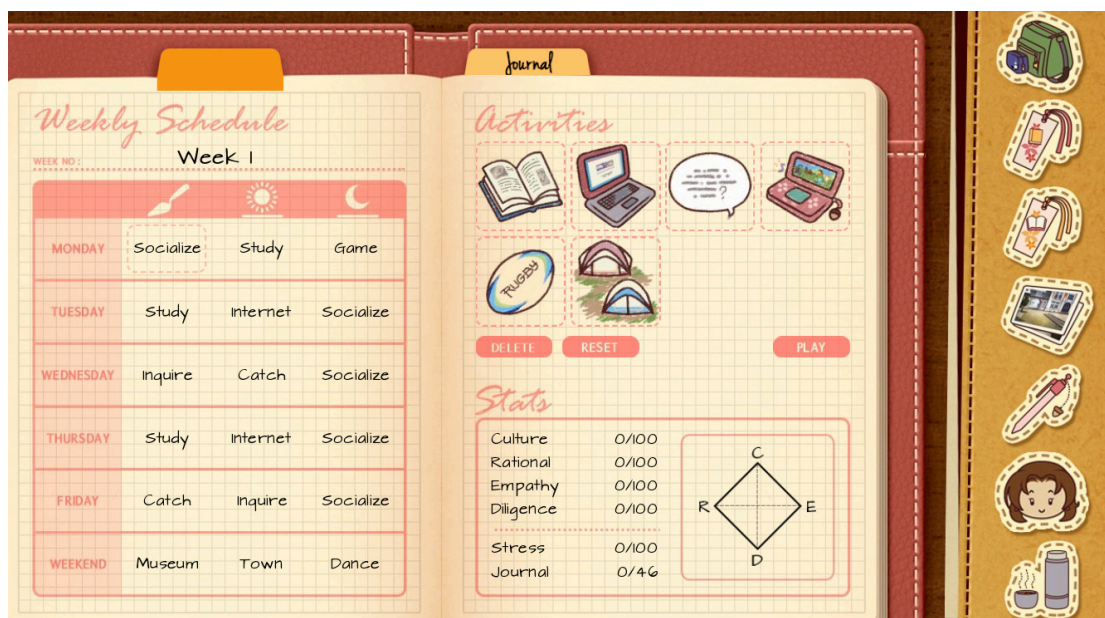 Journal
Weekly Schedule
WEEK NO :
Week 1
MONDAY Socialize Study Game
TUESDAY Study Internet Socialize
WEDNESDAY Inquire Catch Socialize
THURSDAY Study Internet Socialize
FRIDAY Catch Inquire Socialize
WEEKEND Museum Town Dance
Activities
?
RUGBY
DELETE RESET PLAY
Stats
Culture 0/100
Rational 0/100
Empathy 0/100
Diligence 0/100
Stress 0/100
Journal 0/46
C
R E
D